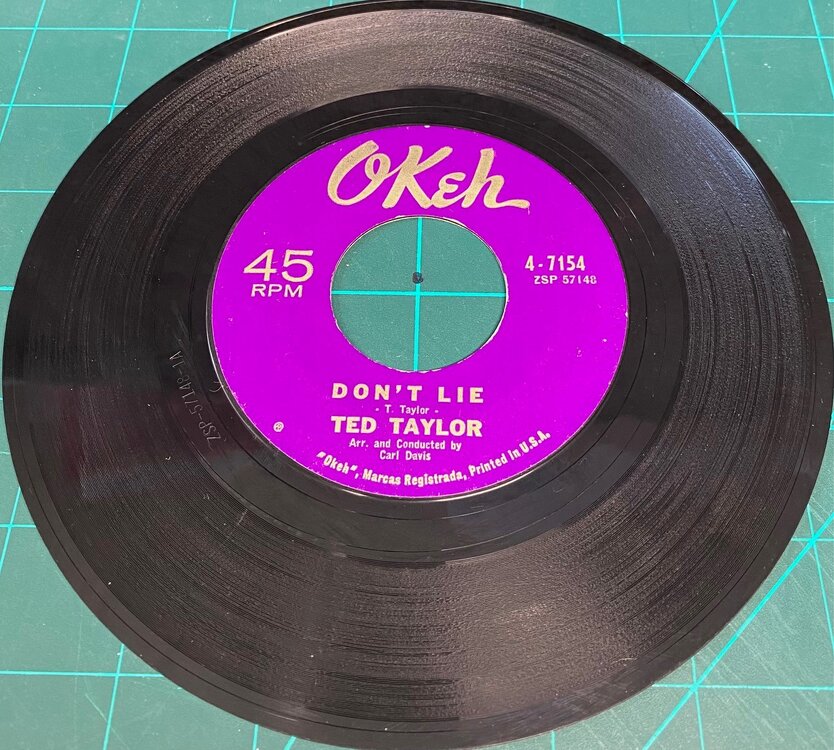 OKeh
45
RPM
4-7154
ZSP 57148
DON'T LIE
- T. Taylor -
TED TAYLOR
Arr. and Conducted by
Carl Davis
"Okeh", Marcas Registrada, Printed in U.S.A.
ZSP-57148-1A